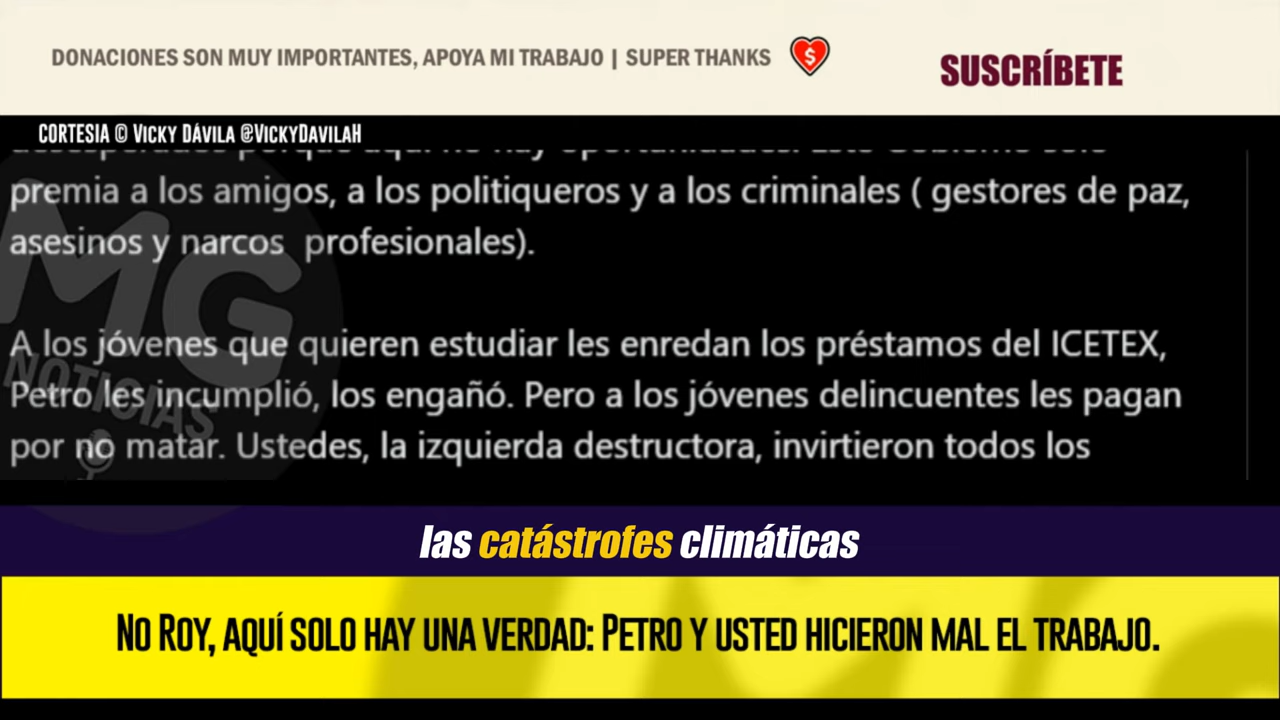 DONACIONES SON MUY IMPORTANTES, APOYA MI TRABAJO | SUPER THANKS
SUSCRÍBETE
CORTESIA © VICKY DÁVILA @VICKYDAVILAH
premia a los amigos, a los politiqueros y a los criminales ( gestores de paz,
asesinos y narcos profesionales).
A los jóvenes que quieren estudiar les enredan los préstamos del ICETEX,
Petro les incumplió, los engañó. Pero a los jóvenes delincuentes les pagan
por no matar. Ustedes, la izquierda destructora, invirtieron todos los
MG
NOTICIAS
las catástrofes climáticas
NO ROY, AQUÍ SOLO HAY UNA VERDAD: PETRO Y USTED HICIERON MAL EL TRABAJO.